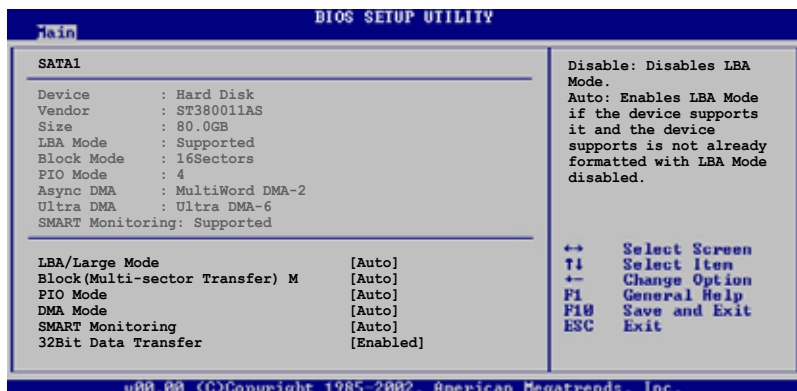 BIOS SETUP UTILITY
Main
SATA1
Device : Hard Disk
Vendor : ST380011AS
Size : 80.0GB
LBA Mode : Supported
Block Mode : 16Sectors
PIO Mode : 4
Async DMA : MultiWord DMA-2
Ultra DMA : Ultra DMA-6
SMART Monitoring: Supported
LBA/Large Mode [Auto]
Block(Multi-sector Transfer) M [Auto]
PIO Mode [Auto]
DMA Mode [Auto]
SMART Monitoring [Auto]
32Bit Data Transfer [Enabled]
Disable: Disables LBA
Mode.
Auto: Enables LBA Mode
if the device supports
it and the device
supports is not already
formatted with LBA Mode
disabled.
↔ Select Screen
↑↓ Select Item
+- Change Option
F1 General Help
F10 Save and Exit
ESC Exit
v00.00 (C)Copyright 1985-2002, American Megatrends, Inc.